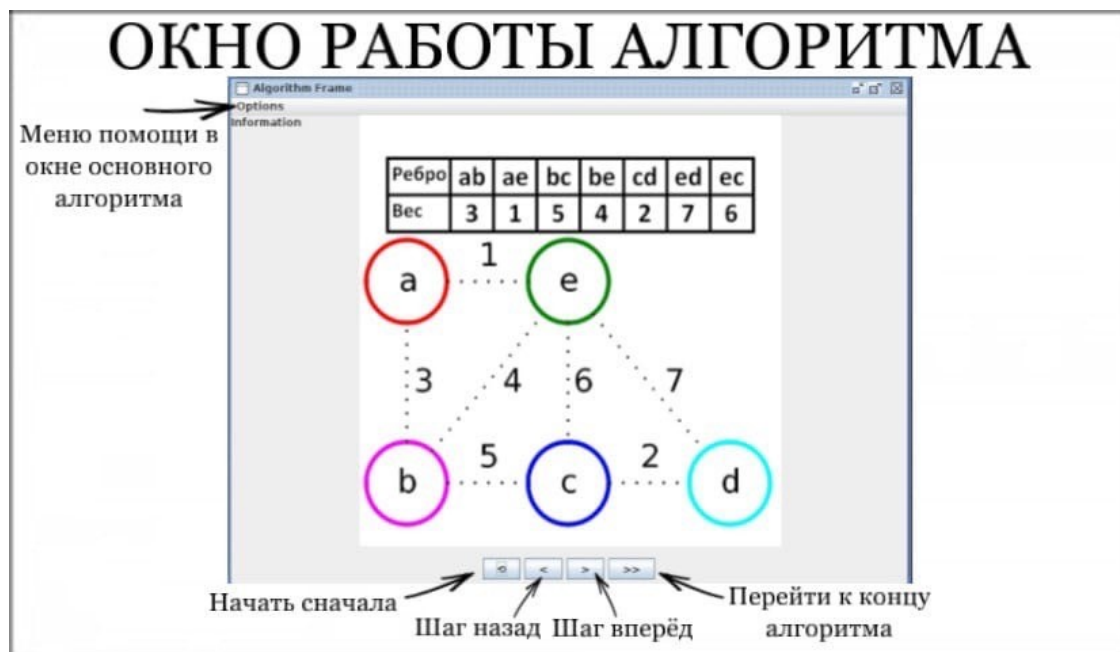 ОКНО РАБОТЫ АЛГОРИТМА
Algorithm Frame
Options
Information
Меню помощи в
окне основного
алгоритма
Ребро ab ae bc be cd ed ec
Вес 3 1 5 4 2 7 6
1
a e
3 4 6 7
5 2
b c d
< > >>
Начать сначала
Шаг назад
Шаг вперёд
Перейти к концу
алгоритма